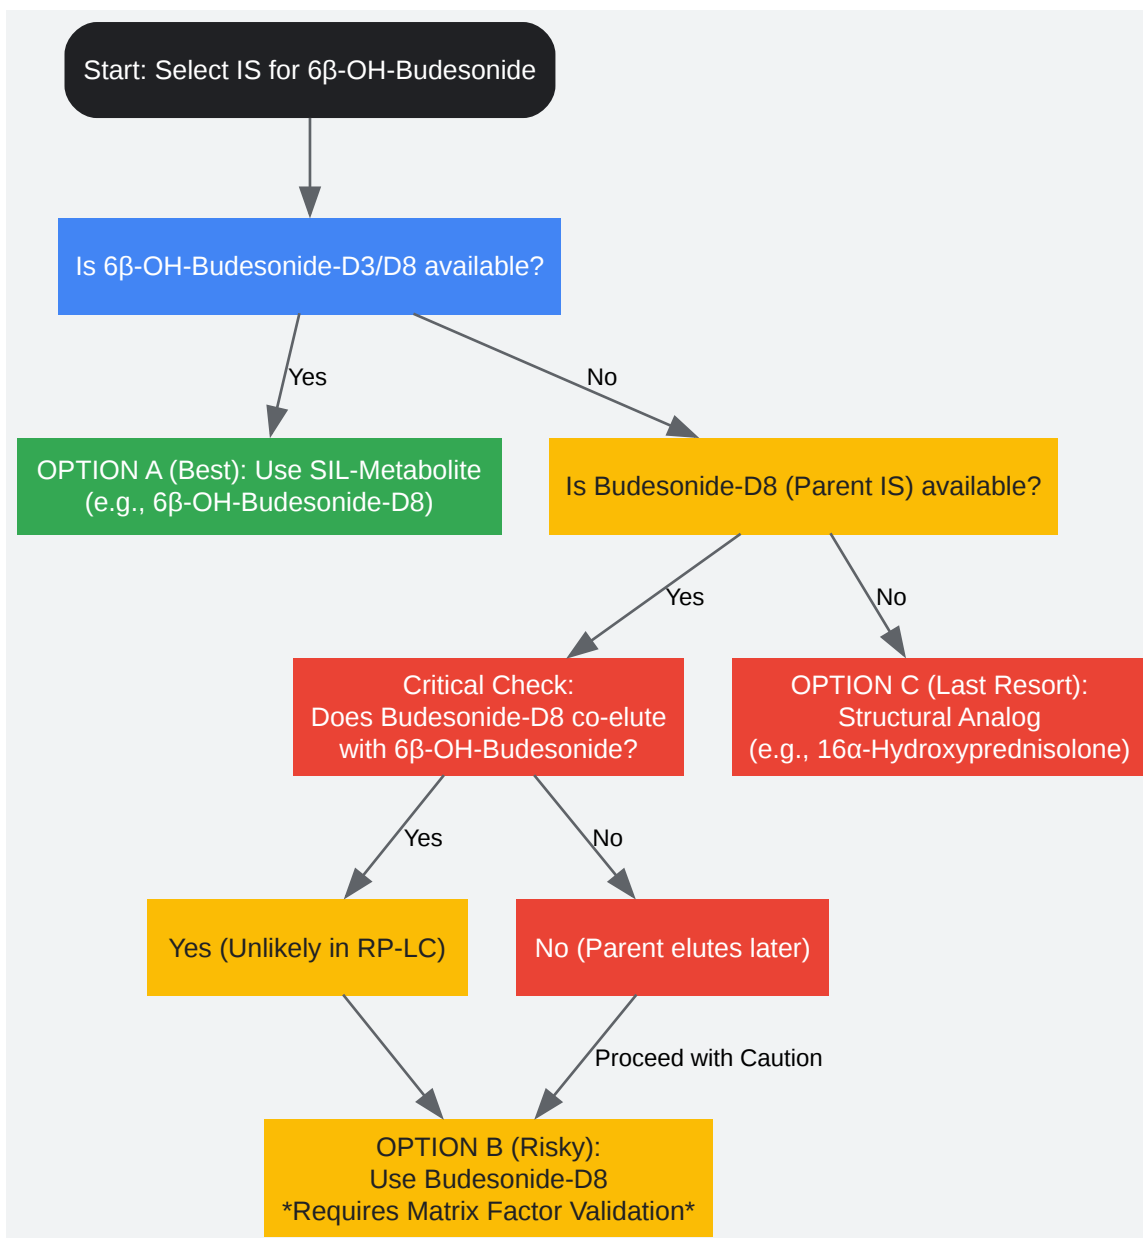 Start: Select IS for 6β-OH-Budesonide
Is 6β-OH-Budesonide-D3/D8 available?
Yes
No
OPTION A (Best): Use SIL-Metabolite
(e.g., 6β-OH-Budesonide-D8)
Is Budesonide-D8 (Parent IS) available?
Yes
No
Critical Check:
Does Budesonide-D8 co-elute
with 6β-OH-Budesonide?
OPTION C (Last Resort):
Structural Analog
(e.g., 16α-Hydroxyprednisolone)
Yes
No
Yes (Unlikely in RP-LC)
No (Parent elutes later)
Proceed with Caution
OPTION B (Risky):
Use Budesonide-D8
*Requires Matrix Factor Validation*